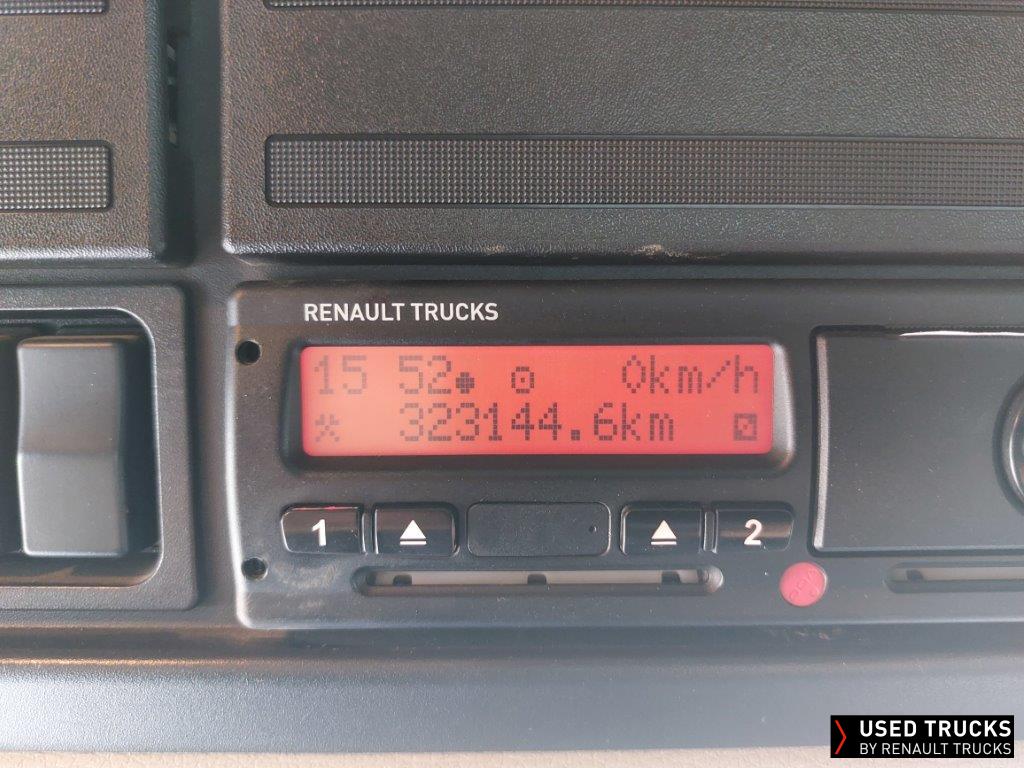 RENAULT TRUCKS
15 52 0km/h
323144.6km
1 2
USED TRUCKS
BY RENAULT TRUCKS